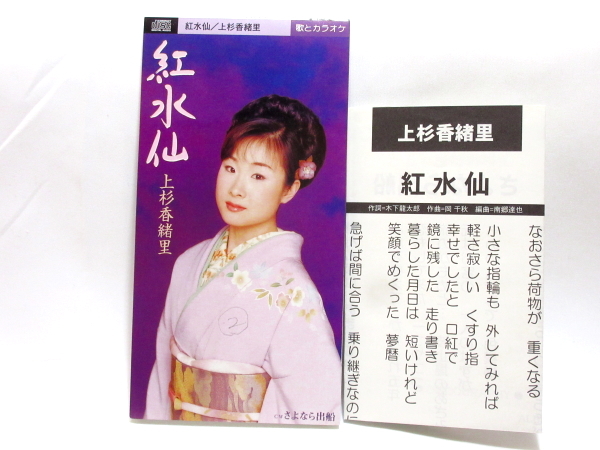 紅水仙／上杉香緒里
歌とカラオケ
紅水仙
上杉香緒里
②
c/w さよなら出船
上杉香緒里
紅水仙
作詞=木下龍太郎 作曲=岡 千秋 編曲=南郷達也
なおさら荷物が 重くなる
小さな指輪も 外してみれば
軽さ寂しい くすり指
幸せでしたと 口紅で
鏡に残した 走り書き
暮らした月日は 短いけれど
笑顔でめくった 夢暦
急げば間に合う 乗り継ぎなのに